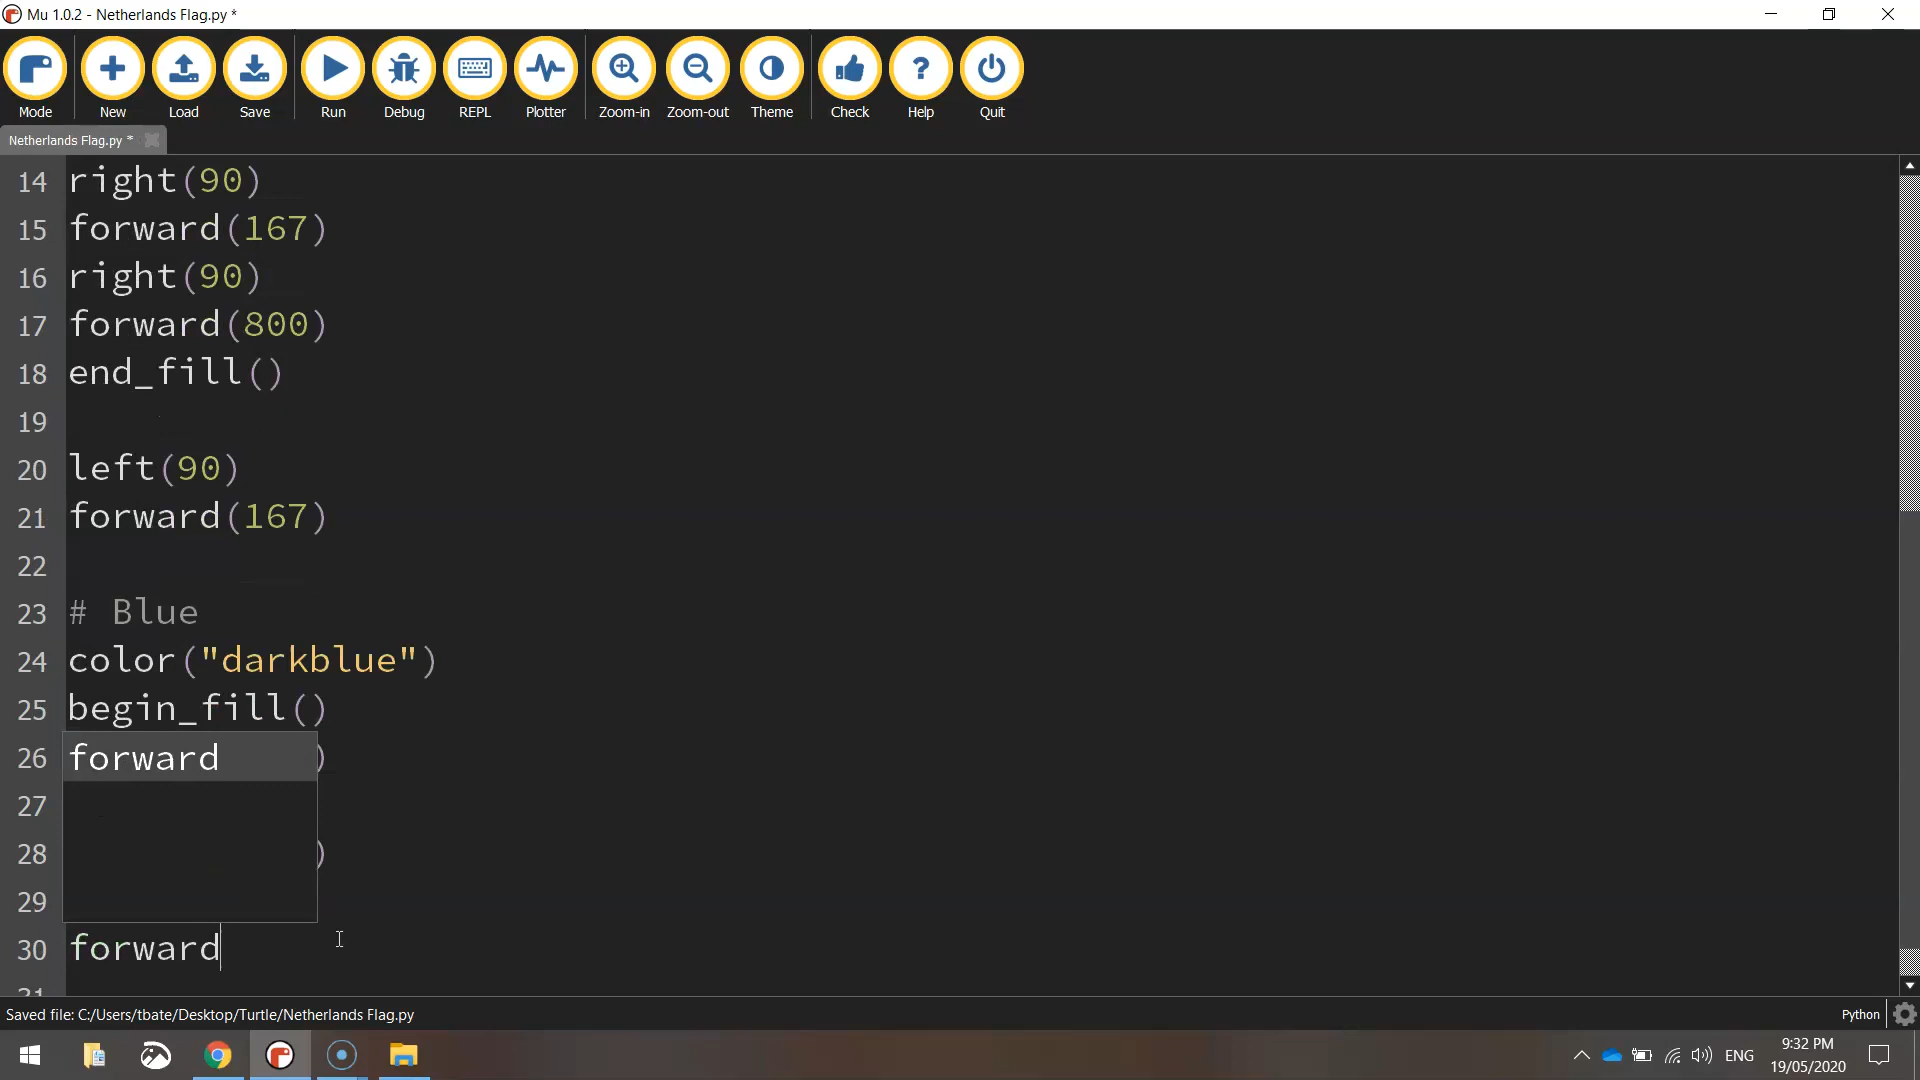 Mu 1.0.2 - Netherlands Flag.py *
Mode New Load Save Run Debug REPL Plotter Zoom-in Zoom-out Theme Check Help Quit
Netherlands Flag.py *
14 right(90)
15 forward(167)
16 right(90)
17 forward(800)
18 end_fill()
19
20 left(90)
21 forward(167)
22
23 # Blue
24 color("darkblue")
25 begin_fill()
26 forward )
27
28 )
29
30 forward
31
Saved file: C:/Users/tbate/Desktop/Turtle/Netherlands Flag.py
Python
ENG
9:32 PM
19/05/2020